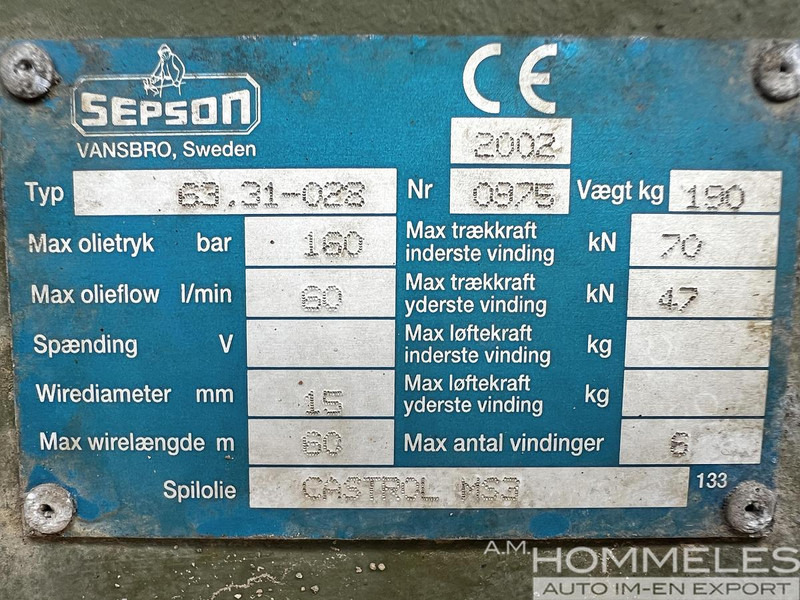 SEPSON
CE
VANSBRO, Sweden
2002
Typ 63,31-028 Nr 0975 Vægt kg 190
Max olietryk bar 160 Max trækkraft inderste vinding kN 70
Max olieflow l/min 60 Max trækkraft yderste vinding kN 47
Spænding V Max løftekraft inderste vinding kg
Wirediameter mm 15 Max løftekraft yderste vinding kg
Max wirelængde m 60 Max antal vindinger 6
Spilolie CASTROL MS3 133
A.M. HOMMELES
AUTO IM-EN EXPORT